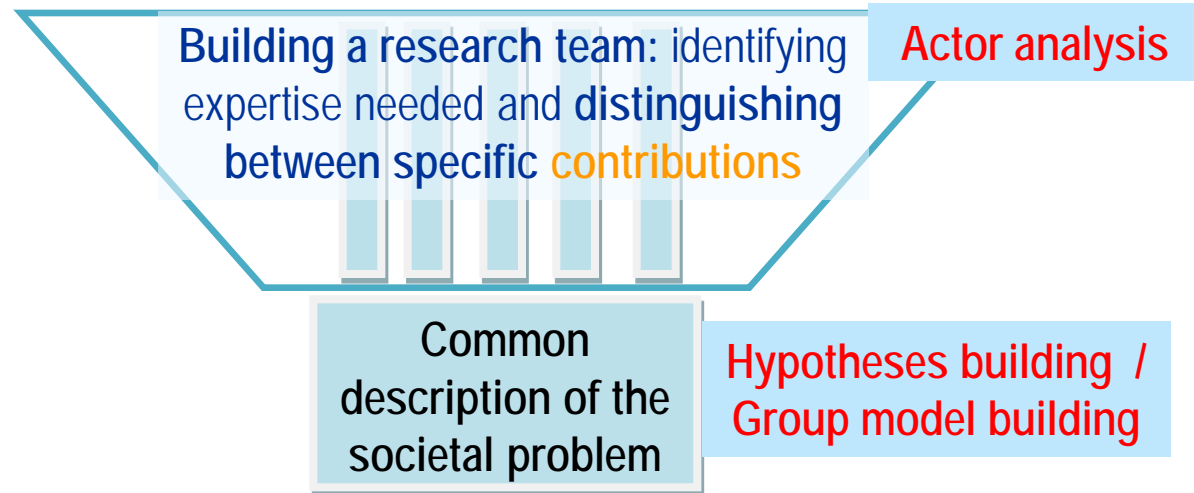 Building a research team: identifying
expertise needed and distinguishing
between specific contributions
Actor analysis
Common
description of the
societal problem
Hypotheses building /
Group model building